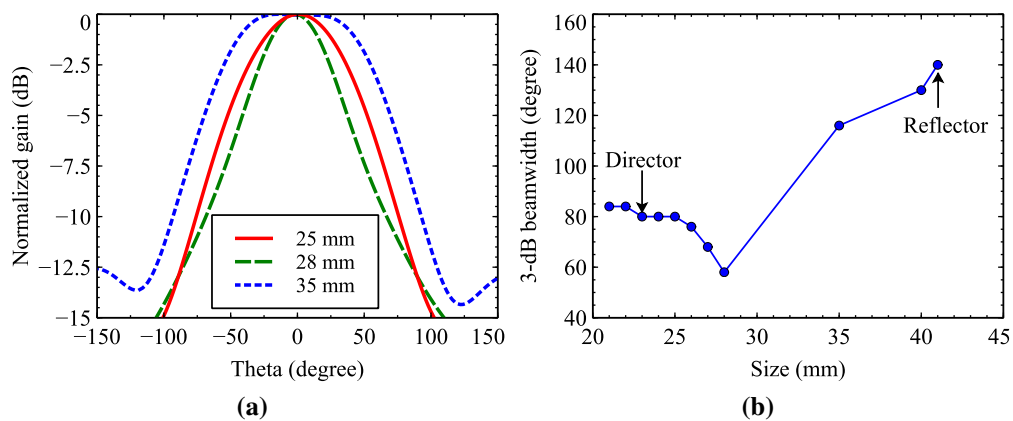 0
−2.5
−5
−7.5
−10
−12.5
−15
Normalized gain (dB)
25 mm
28 mm
35 mm
−150
−100
−50
0
50
100
150
Theta (degree)
(a)
160
140
120
100
80
60
40
3-dB beamwidth (degree)
Director
Reflector
20
25
30
35
40
45
Size (mm)
(b)